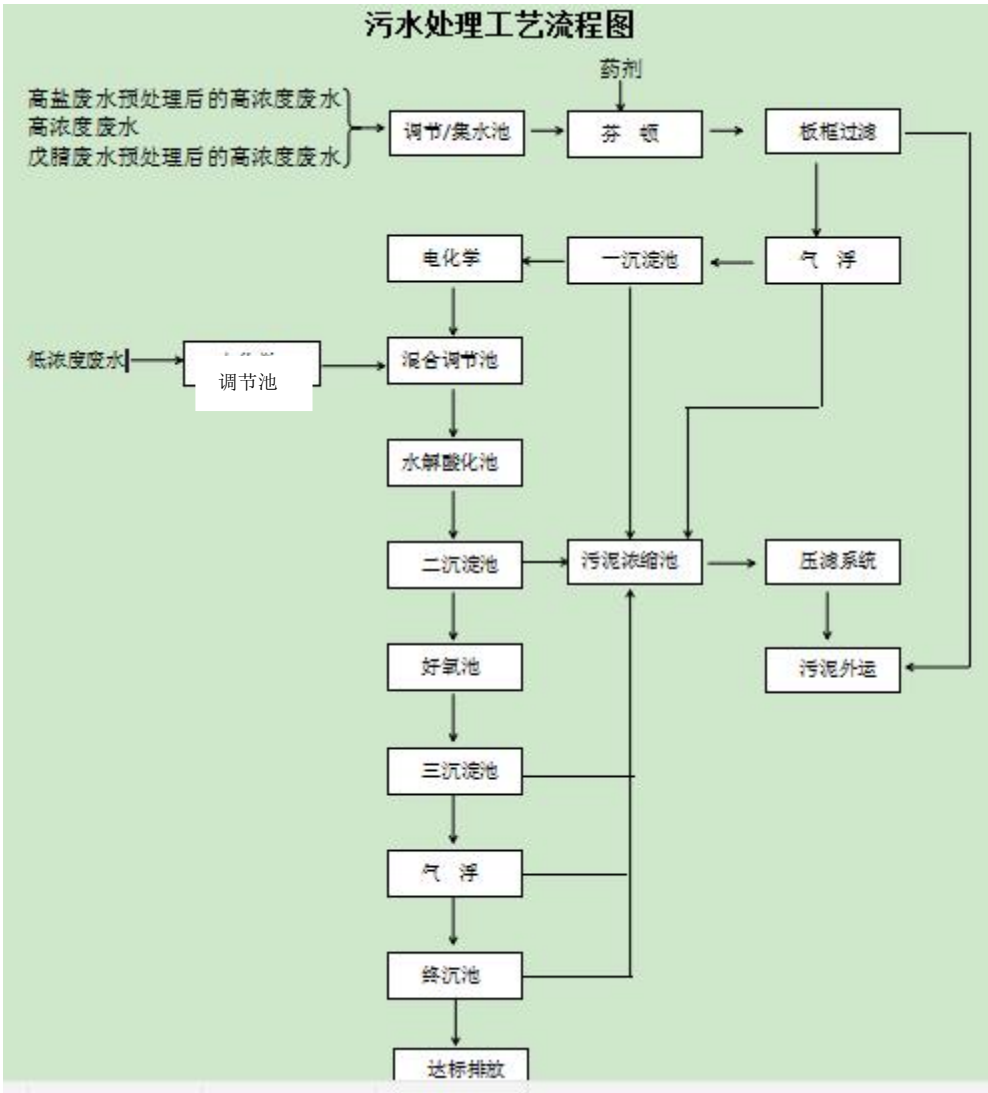 污水处理工艺流程图
药剂
高盐废水预处理后的高浓度废水
高浓度废水
戊腈废水预处理后的高浓度废水
调节/集水池
芬 顿
板框过滤
电化学
一沉淀池
气 浮
低浓度废水
调节池
混合调节池
水解酸化池
二沉淀池
污泥浓缩池
压滤系统
好氧池
污泥外运
三沉淀池
气 浮
终沉池
达标排放